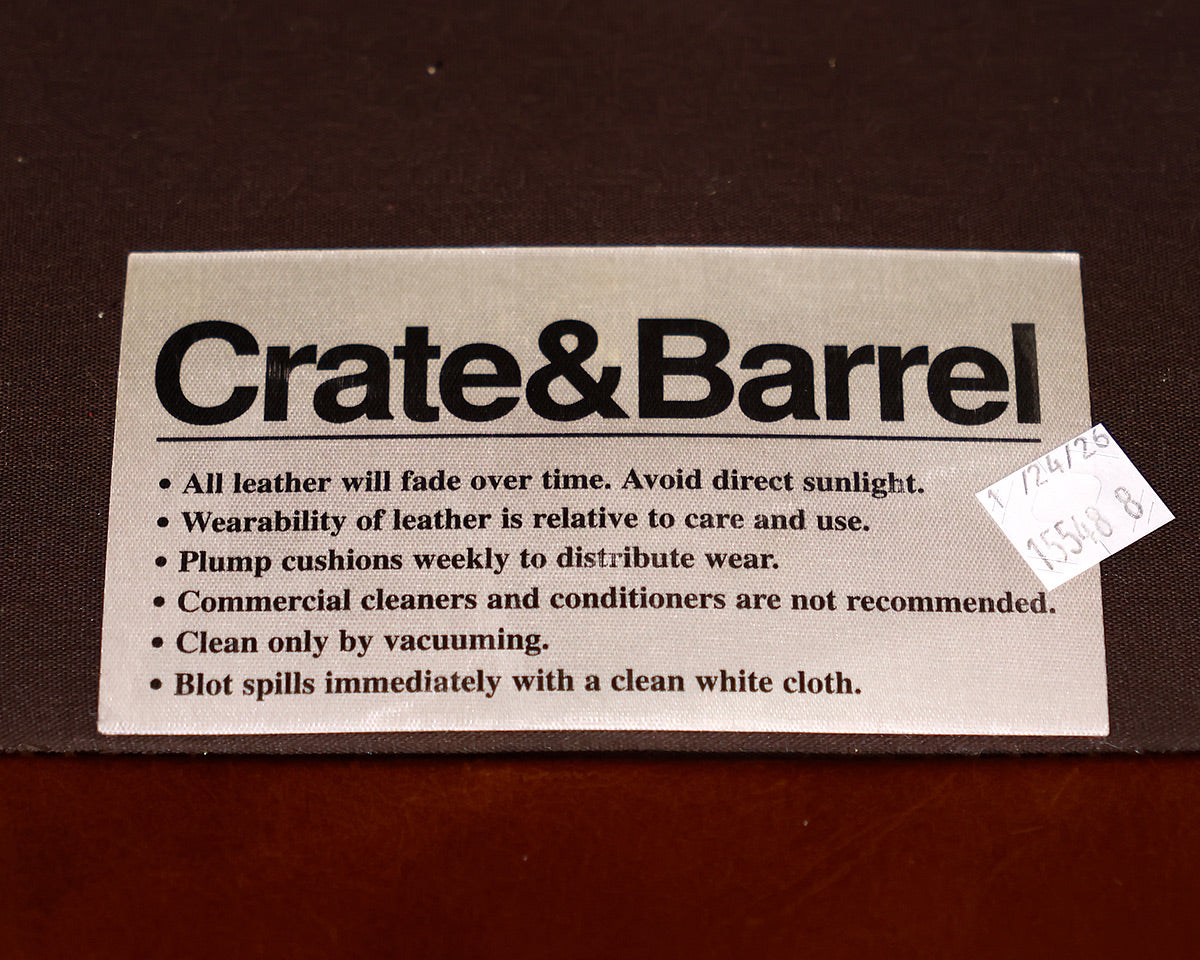 Crate&Barrel
• All leather will fade over time. Avoid direct sunlight.
• Wearability of leather is relative to care and use.
• Plump cushions weekly to distribute wear.
• Commercial cleaners and conditioners are not recommended.
• Clean only by vacuuming.
• Blot spills immediately with a clean white cloth.
1/24/26
15548 8